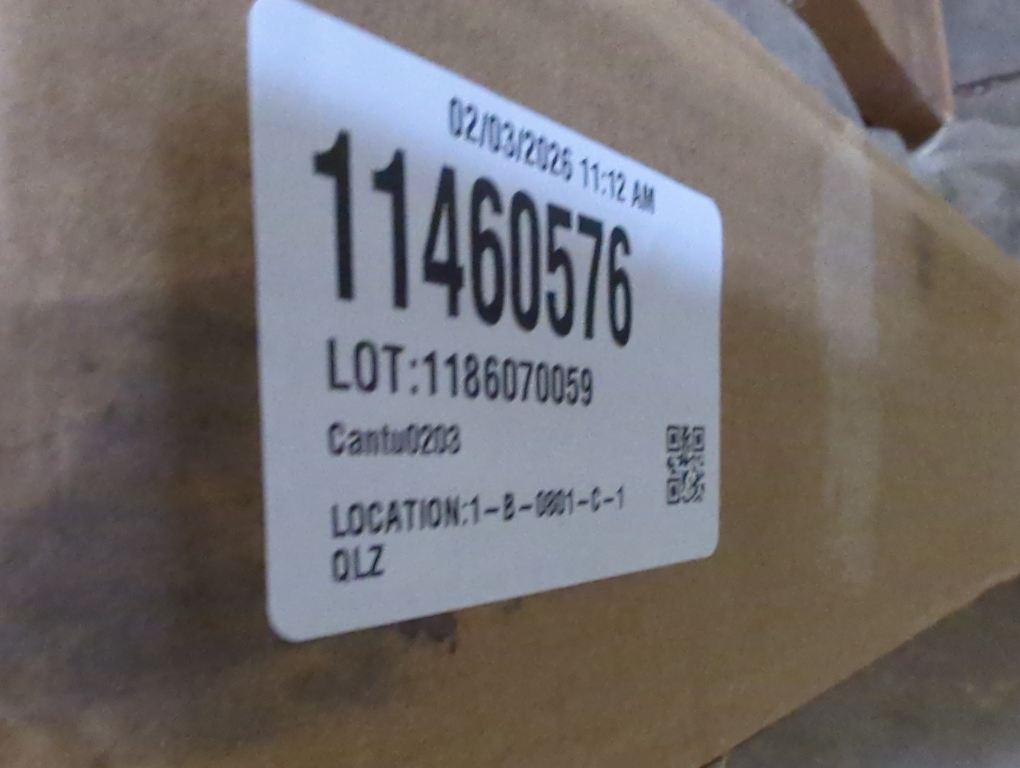 02/03/2026 11:12 AM
11460576
LOT:1186070059
Cantu0203
LOCATION:1-B-0801-C-1
QLZ